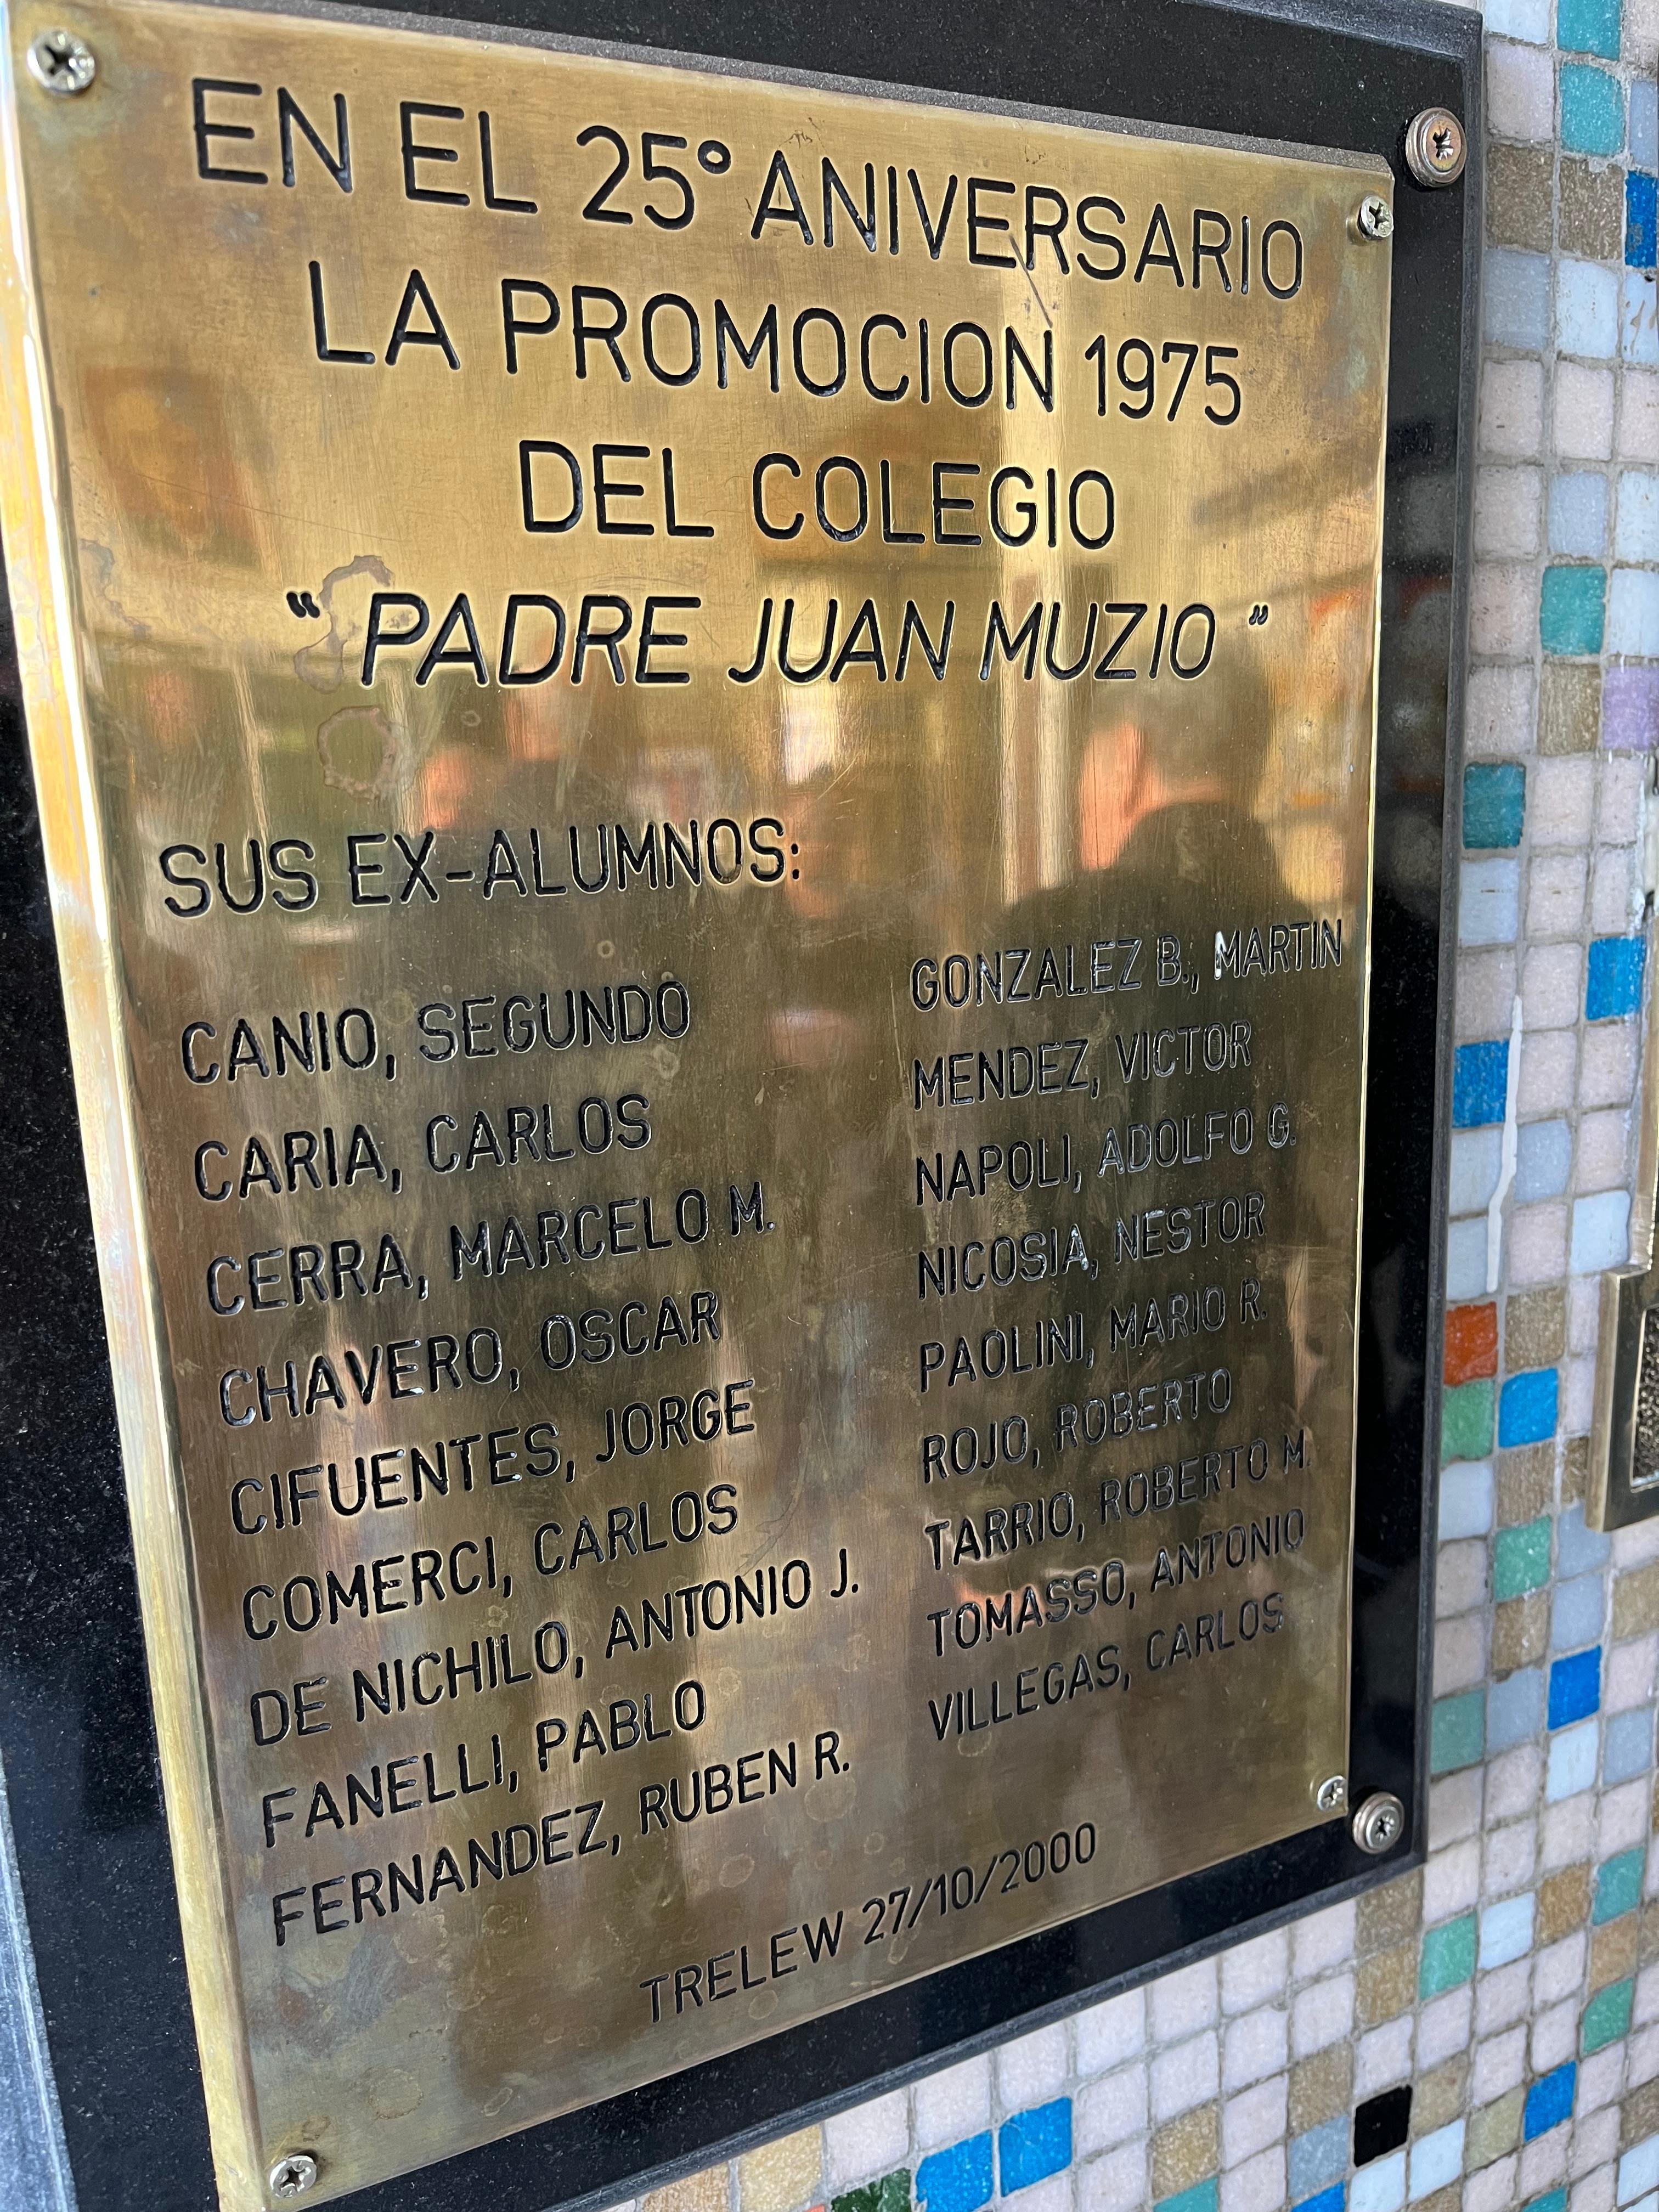 EN EL 25° ANIVERSARIO
LA PROMOCION 1975
DEL COLEGIO
“ PADRE JUAN MUZIO ”
SUS EX-ALUMNOS:
CANIO, SEGUNDO
CARIA, CARLOS
CERRA, MARCELO M.
CHAVERO, OSCAR
CIFUENTES, JORGE
COMERCI, CARLOS
DE NICHILO, ANTONIO J.
FANELLI, PABLO
FERNANDEZ, RUBEN R.
GONZALEZ B., MARTIN
MENDEZ, VICTOR
NAPOLI, ADOLFO G.
NICOSIA, NESTOR
PAOLINI, MARIO R.
ROJO, ROBERTO
TARRIO, ROBERTO M.
TOMASSO, ANTONIO
VILLEGAS, CARLOS
TRELEW 27/10/2000